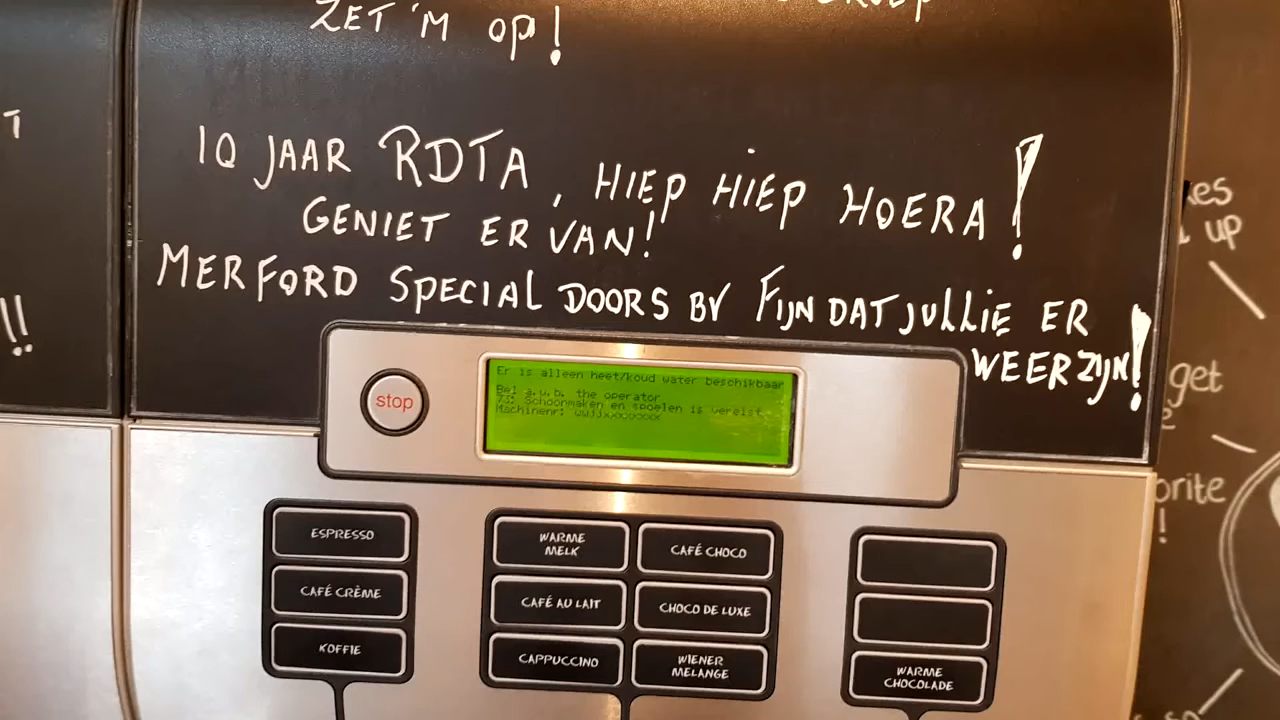 ZET'M OP!
10 JAAR RDTA, HIEP HIEP HOERA!
GENIET ER VAN!
MERFORD SPECIAL DOORS BV FIJN DAT JULLIE ER
WEER ZIJN!
T
!!
es
up
get
e
orite
!
stop
Er is alleen heet/koud water beschikbaar
Bel a.u.b. the operator
73: Schoonmaken en spoelen is vereist
Machinenr:
ESPRESSO
CAFÉ CRÈME
KOFFIE
WARME
MELK
CAFÉ AU LAIT
CAPPUCCINO
CAFÉ CHOCO
CHOCO DE LUXE
WIENER
MELANGE
WARME
CHOCOLADE